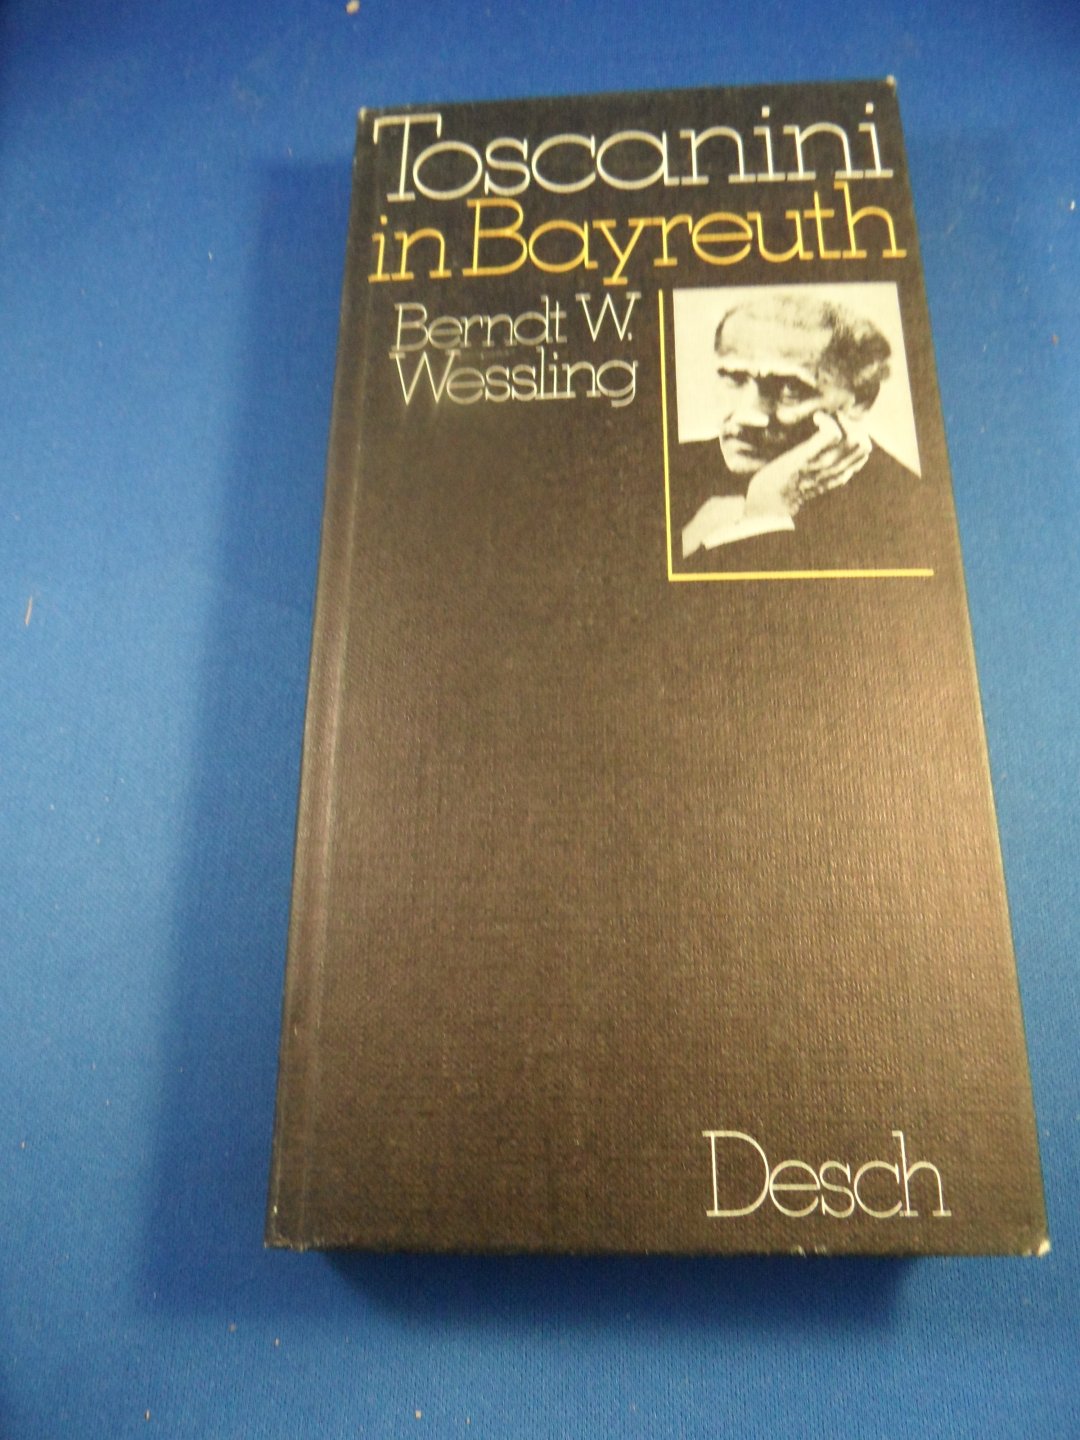 Toscanini
in Bayreuth
Berndt W.
Wessling
Desch